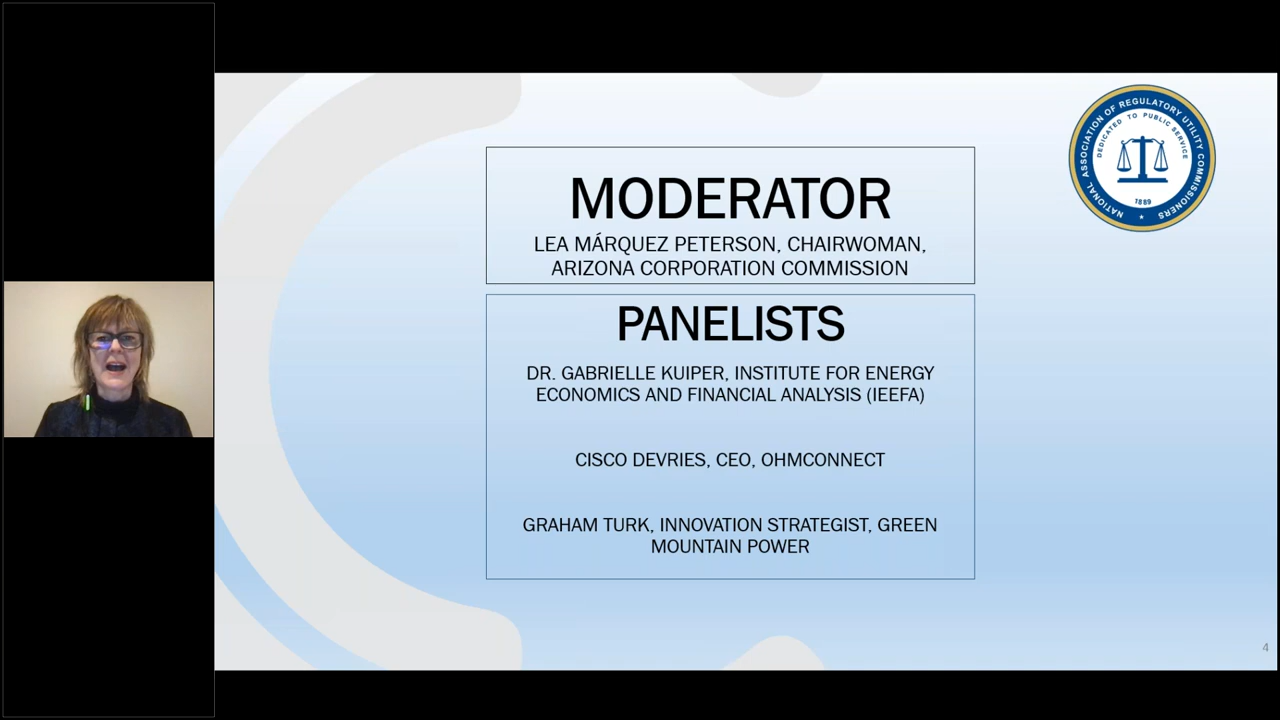 MODERATOR
LEA MÁRQUEZ PETERSON, CHAIRWOMAN,
ARIZONA CORPORATION COMMISSION
PANELISTS
DR. GABRIELLE KUIPER, INSTITUTE FOR ENERGY
ECONOMICS AND FINANCIAL ANALYSIS (IEEFA)
CISCO DEVRIES, CEO, OHMCONNECT
GRAHAM TURK, INNOVATION STRATEGIST, GREEN
MOUNTAIN POWER
NATIONAL ASSOCIATION OF REGULATORY UTILITY COMMISSIONERS
DEDICATED TO PUBLIC SERVICE
1889
4